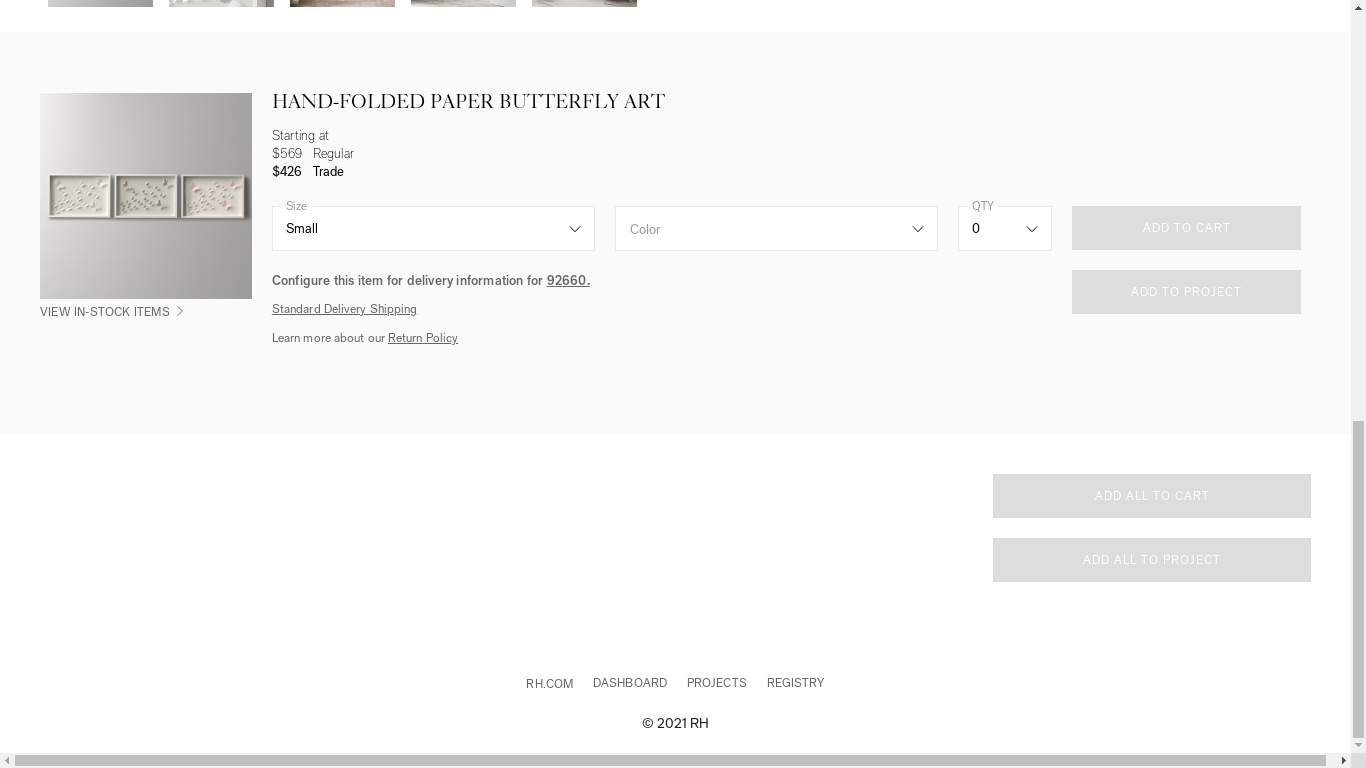 HAND-FOLDED PAPER BUTTERFLY ART
Starting at
$569 Regular
$426 Trade
Size
Small
Color
QTY
0
ADD TO CART
ADD TO PROJECT
Configure this item for delivery information for 92660.
Standard Delivery Shipping
Learn more about our Return Policy
VIEW IN-STOCK ITEMS
ADD ALL TO CART
ADD ALL TO PROJECT
RH.COM DASHBOARD PROJECTS REGISTRY
© 2021 RH